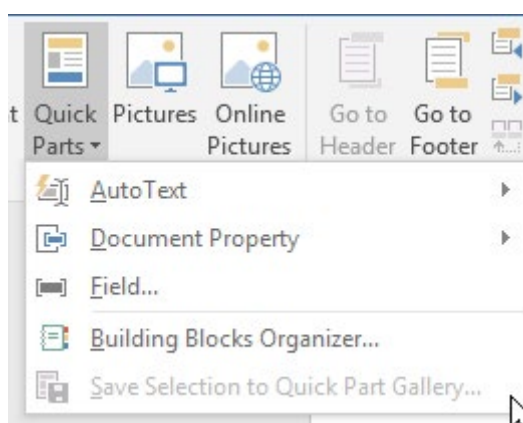 t Quick Pictures Online Go to Go to
Parts Pictures Header Footer
AutoText
Document Property
Field...
Building Blocks Organizer...
Save Selection to Quick Part Gallery...